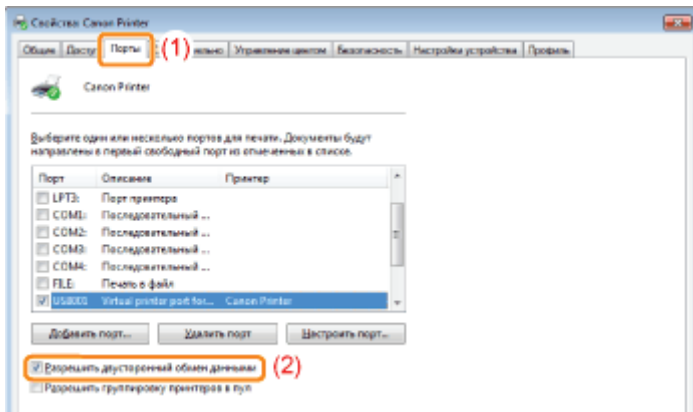 Свойства: Canon Printer
Общие Доступ Порты (1) ельно Управление цветом Безопасность Настройки устройства Профиль
Canon Printer
Выберите один или несколько портов для печати. Документы будут
направлены в первый свободный порт из отмеченных в списке.
Порт Описание Принтер
LPT3: Порт принтера
COM1: Последовательный ...
COM2: Последовательный ...
COM3: Последовательный ...
COM4: Последовательный ...
FILE: Печать в файл
USB001 Virtual printer port for... Canon Printer
Добавить порт... Удалить порт Настроить порт...
Разрешить двусторонний обмен данными (2)
Разрешить группировку принтеров в пул